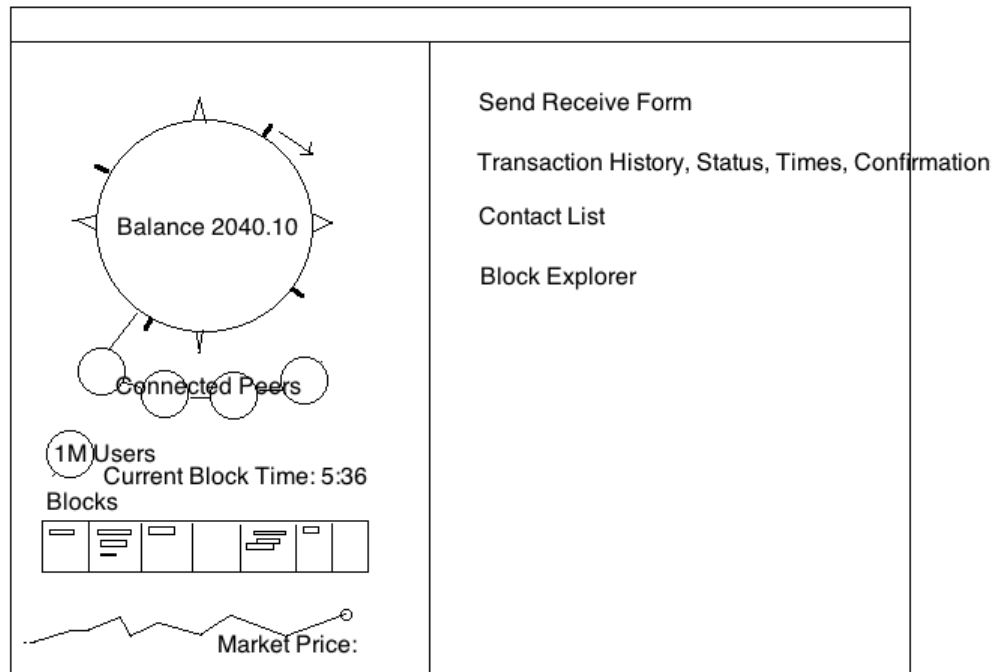 Balance 2040.10
Connected Peers
1M Users
Current Block Time: 5:36
Blocks
Market Price:
Send Receive Form
Transaction History, Status, Times, Confirmation
Contact List
Block Explorer